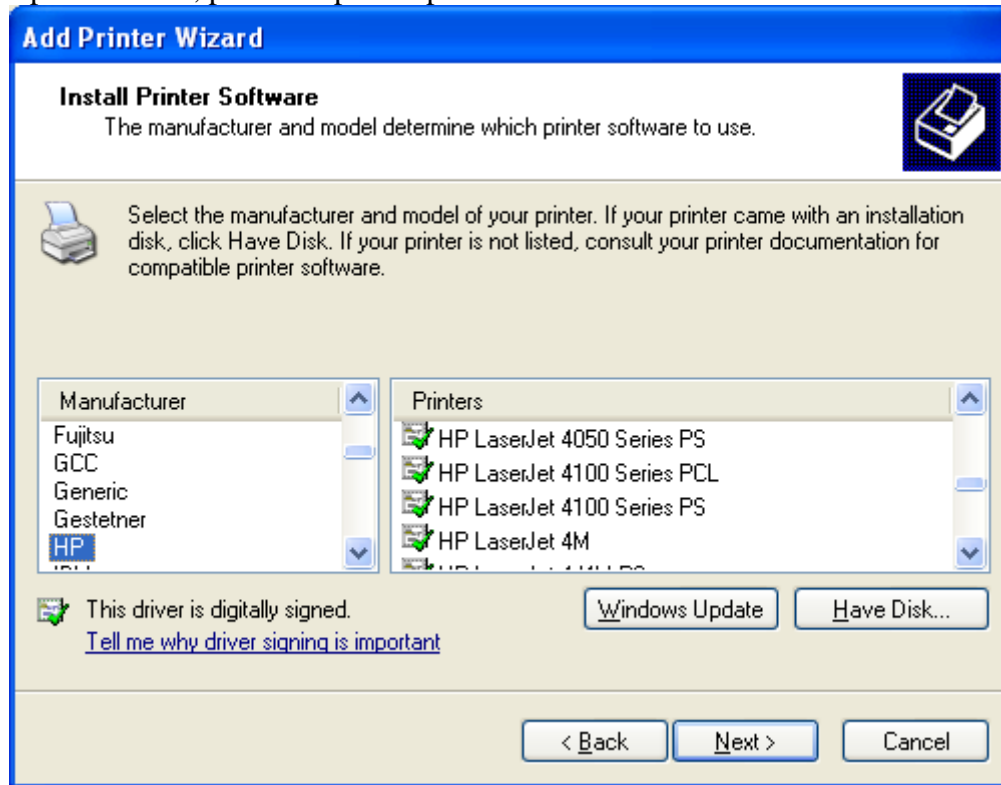 Add Printer Wizard
Install Printer Software
The manufacturer and model determine which printer software to use.
Select the manufacturer and model of your printer. If your printer came with an installation
disk, click Have Disk. If your printer is not listed, consult your printer documentation for
compatible printer software.
Manufacturer
Fujitsu
GCC
Generic
Gestetner
HP
Printers
HP LaserJet 4050 Series PS
HP LaserJet 4100 Series PCL
HP LaserJet 4100 Series PS
HP LaserJet 4M
This driver is digitally signed.
Tell me why driver signing is important
Windows Update
Have Disk...
< Back
Next >
Cancel